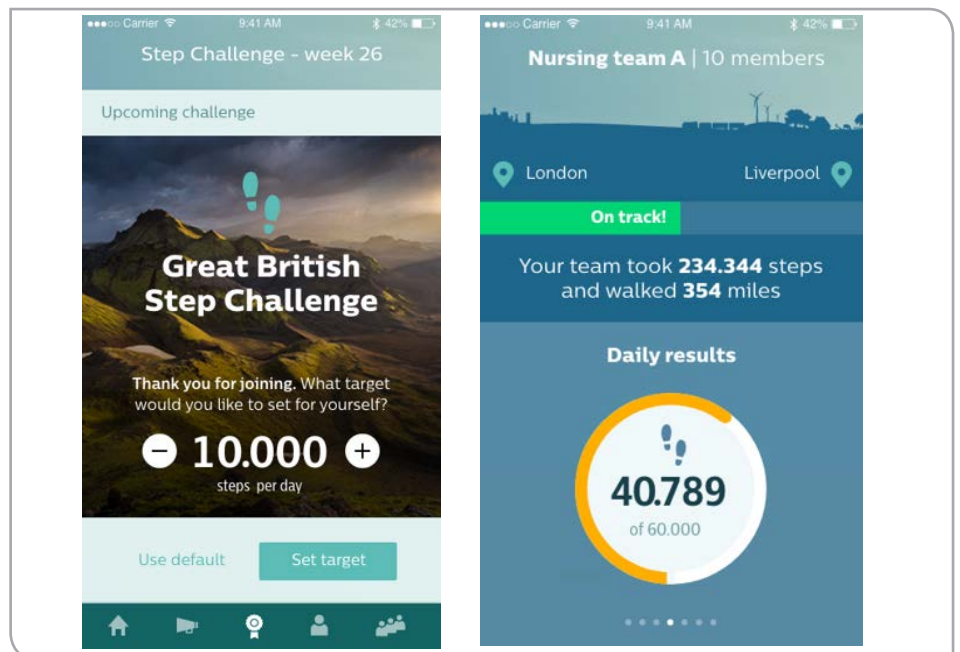 Carrier 9:41 AM 42%
Step Challenge - week 26
Upcoming challenge
Great British
Step Challenge
Thank you for joining. What target
would you like to set for yourself?
10.000
steps per day
Use default Set target
Carrier 9:41 AM 42%
Nursing team A | 10 members
London Liverpool
On track!
Your team took 234.344 steps
and walked 354 miles
Daily results
40.789
of 60.000